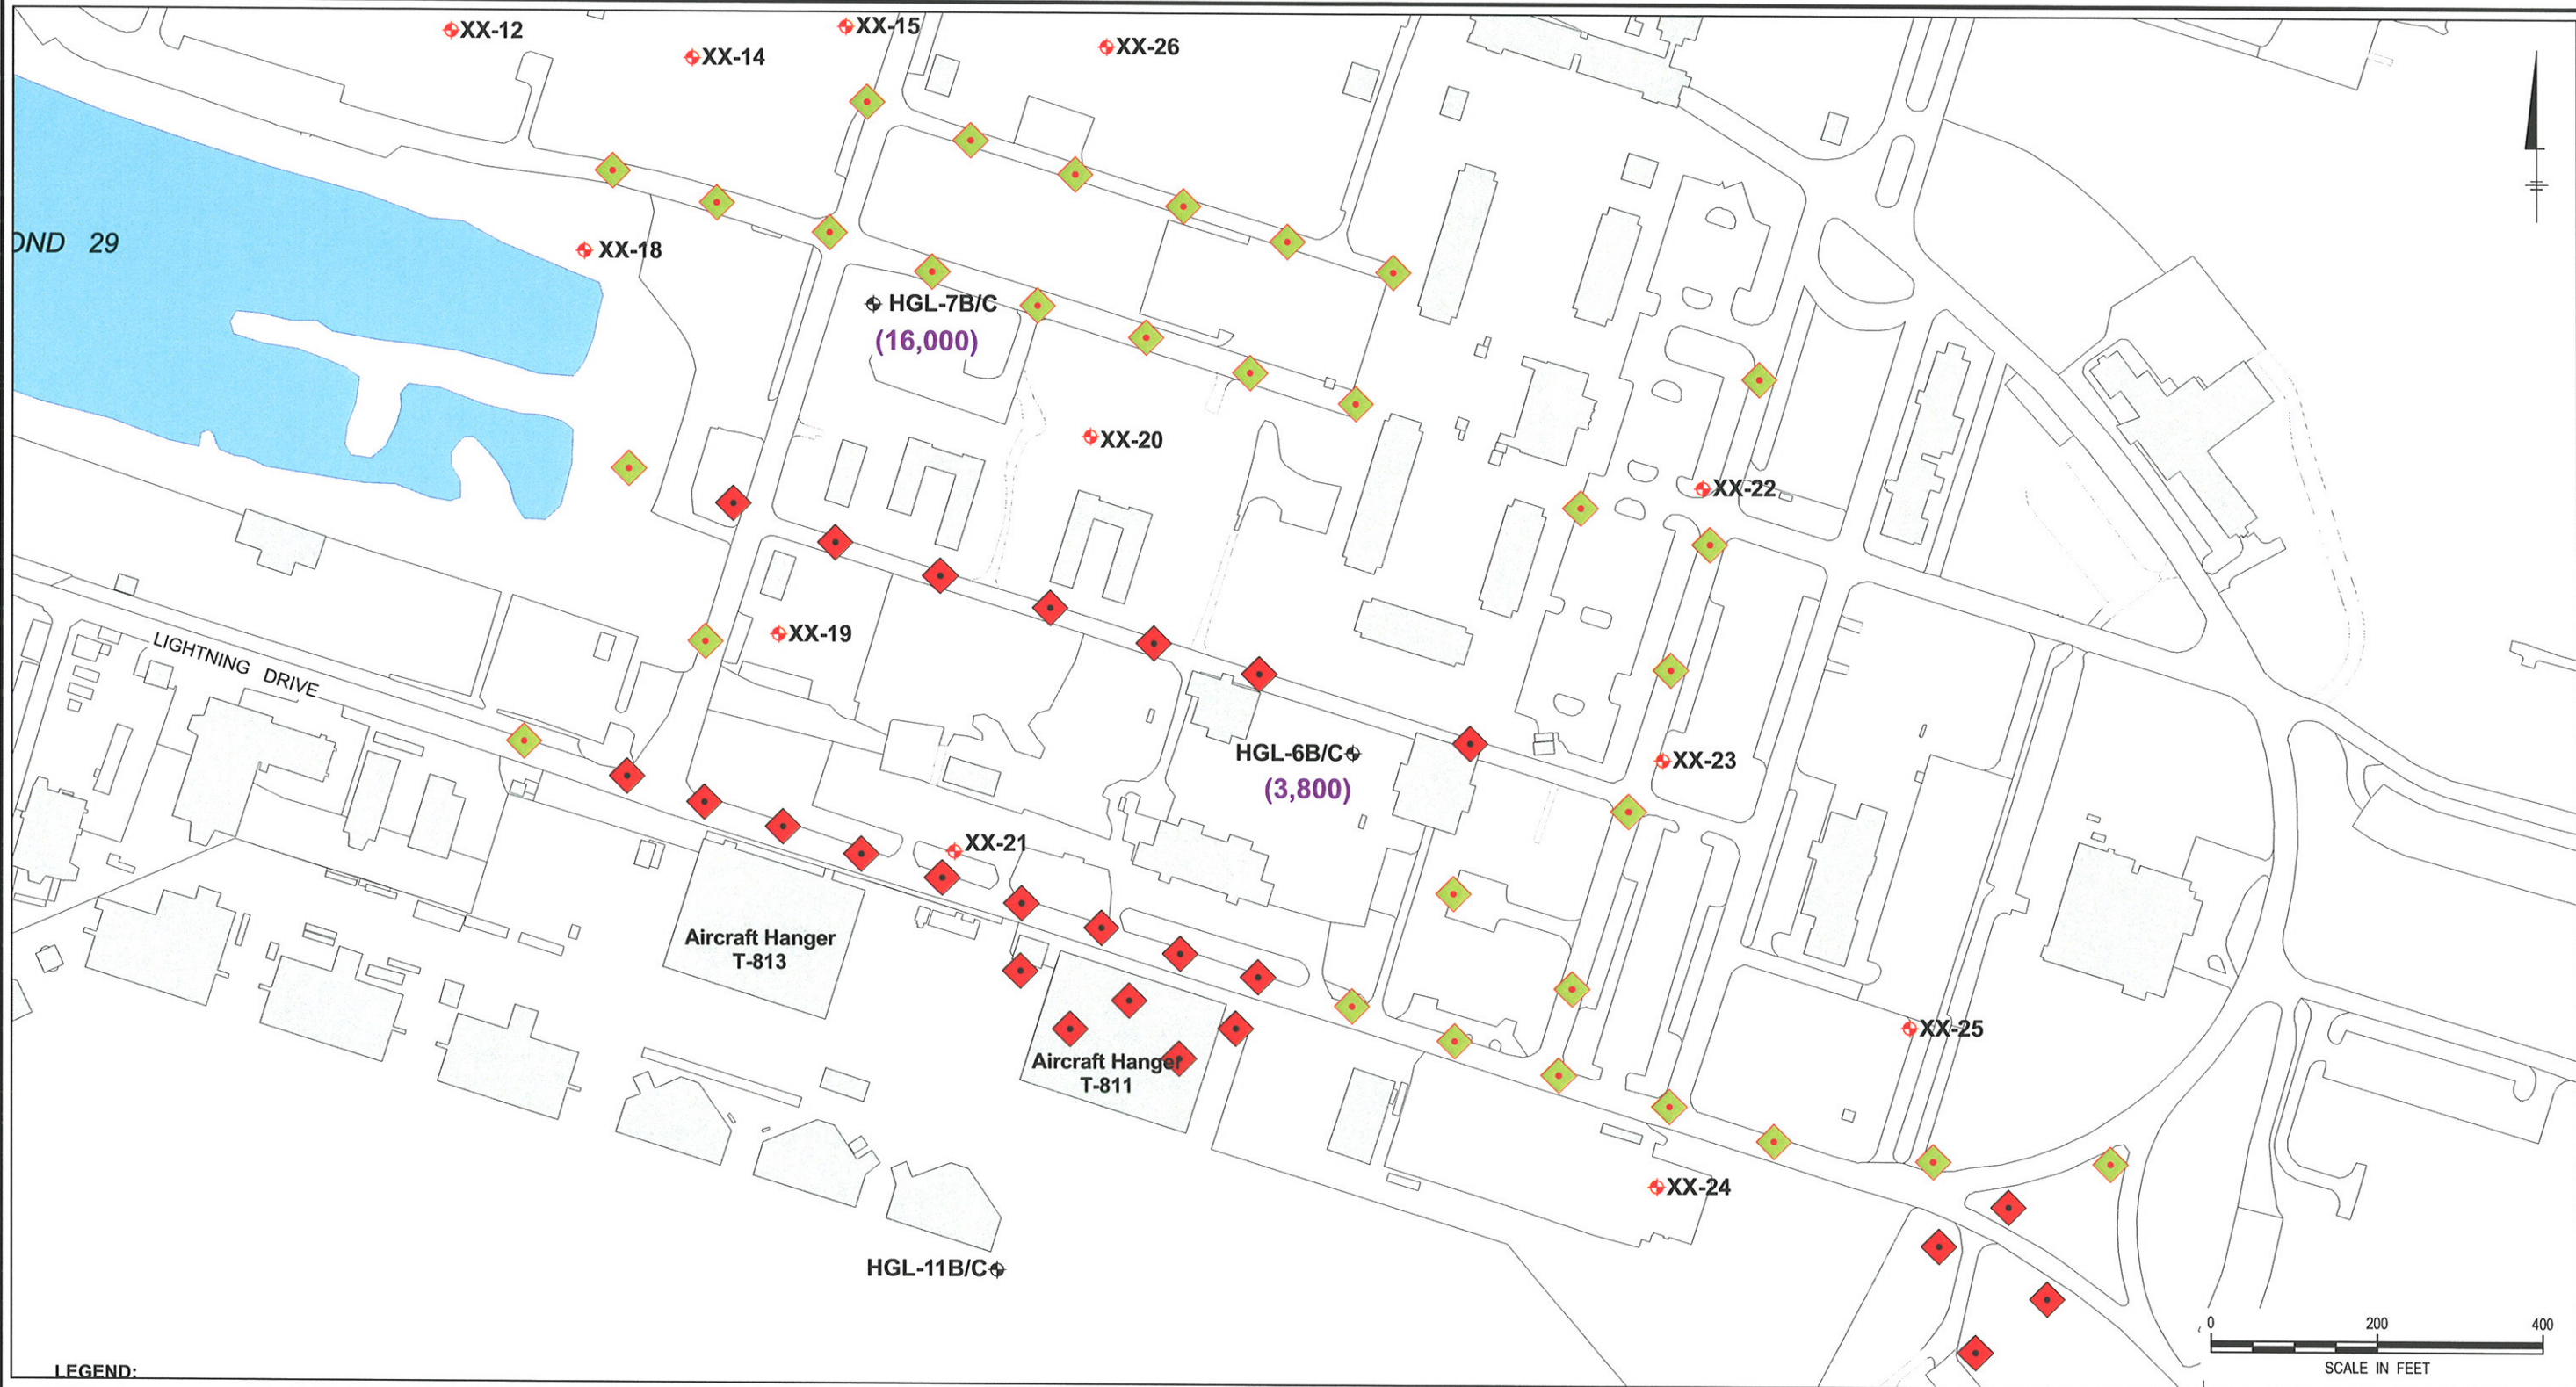 XX-12
XX-15
XX-14
XX-26
OND 29
XX-18
HGL-7B/C
(16,000)
XX-20
XX-22
XX-19
LIGHTNING DRIVE
HGL-6B/C
(3,800)
XX-23
XX-21
Aircraft Hanger
T-813
XX-25
Aircraft Hanger
T-811
XX-24
HGL-11B/C
0 200 400
SCALE IN FEET
LEGEND: